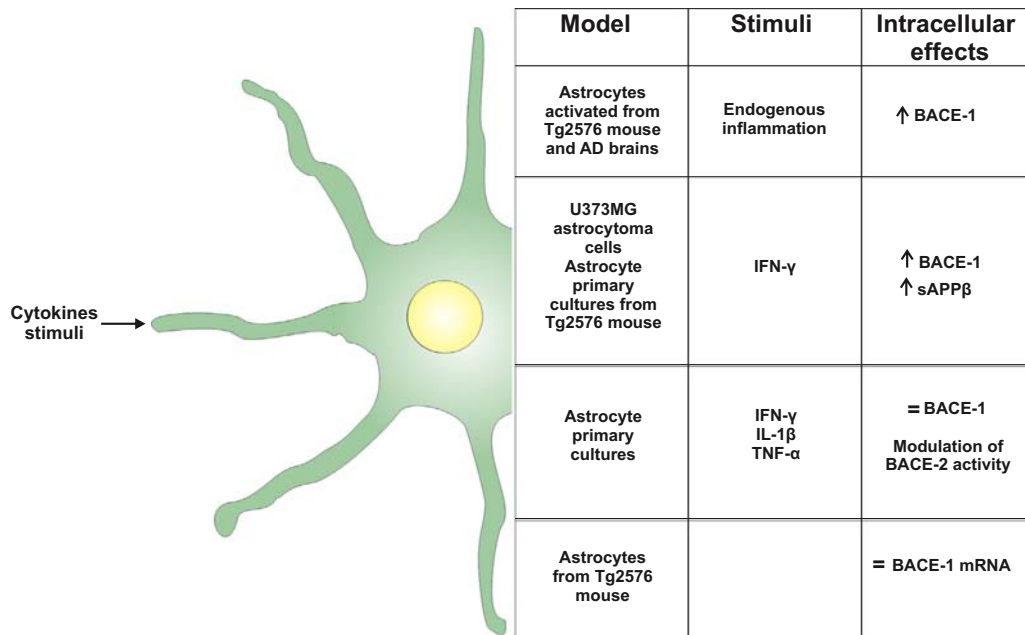 Model
Stimuli
Intracellular
effects
Astrocytes
activated from
Tg2576 mouse
and AD brains
Endogenous
inflammation
↑ BACE-1
U373MG
astrocytoma
cells
Astrocyte
primary
cultures from
Tg2576 mouse
IFN-γ
↑ BACE-1
↑ sAPPβ
Cytokines
stimuli
Astrocyte
primary
cultures
IFN-γ
IL-1β
TNF-α
= BACE-1
Modulation of
BACE-2 activity
Astrocytes
from Tg2576
mouse
= BACE-1 mRNA